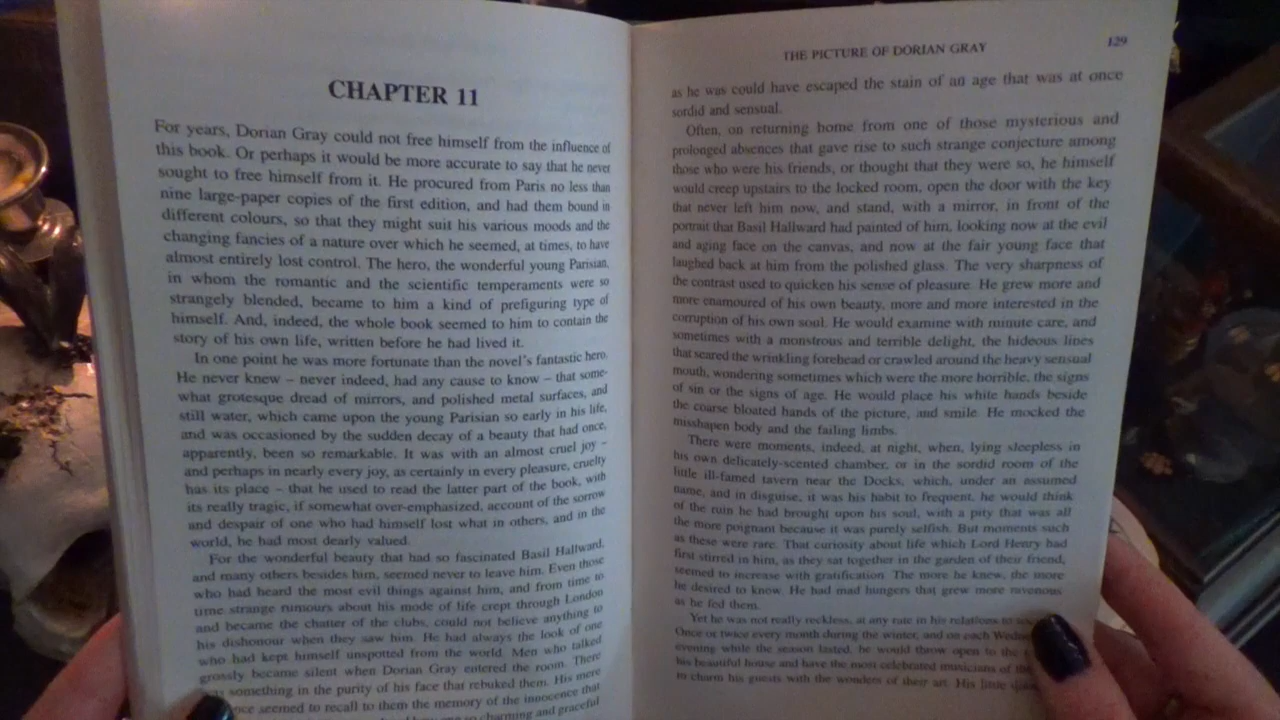 CHAPTER 11
For years, Dorian Gray could not free himself from the influence of
this book. Or perhaps it would be more accurate to say that he never
sought to free himself from it. He procured from Paris no less than
nine large-paper copies of the first edition, and had them bound in
different colours, so that they might suit his various moods and the
changing fancies of a nature over which he seemed, at times, to have
almost entirely lost control. The hero, the wonderful young Parisian,
in whom the romantic and the scientific temperaments were so
strangely blended, became to him a kind of prefiguring type of
himself. And, indeed, the whole book seemed to him to contain the
story of his own life, written before he had lived it.
In one point he was more fortunate than the novel's fantastic hero.
He never knew – never indeed, had any cause to know – that some-
what grotesque dread of mirrors, and polished metal surfaces, and
still water, which came upon the young Parisian so early in his life,
and was occasioned by the sudden decay of a beauty that had once,
apparently, been so remarkable. It was with an almost cruel joy –
and perhaps in nearly every joy, as certainly in every pleasure, cruelty
has its place – that he used to read the latter part of the book, with
its really tragic, if somewhat over-emphasized, account of the sorrow
and despair of one who had himself lost what in others, and in the
world, he had most dearly valued.
For the wonderful beauty that had so fascinated Basil Hallward,
and many others besides him, seemed never to leave him. Even those
who had heard the most evil things against him, and from time to
time strange rumours about his mode of life crept through London
and became the chatter of the clubs, could not believe anything to
his dishonour when they saw him. He had always the look of one
who had kept himself unspotted from the world. Men who talked
grossly became silent when Dorian Gray entered the room. There
something in the purity of his face that rebuked them. His mere
seemed to recall to them the memory of the innocence that
so charming and graceful
THE PICTURE OF DORIAN GRAY 129
as he was could have escaped the stain of an age that was at once
sordid and sensual.
Often, on returning home from one of those mysterious and
prolonged absences that gave rise to such strange conjecture among
those who were his friends, or thought that they were so, he himself
would creep upstairs to the locked room, open the door with the key
that never left him now, and stand, with a mirror, in front of the
portrait that Basil Hallward had painted of him, looking now at the evil
and aging face on the canvas, and now at the fair young face that
laughed back at him from the polished glass. The very sharpness of
the contrast used to quicken his sense of pleasure. He grew more and
more enamoured of his own beauty, more and more interested in the
corruption of his own soul. He would examine with minute care, and
sometimes with a monstrous and terrible delight, the hideous lines
that seared the wrinkling forehead or crawled around the heavy sensual
mouth, wondering sometimes which were the more horrible, the signs
of sin or the signs of age. He would place his white hands beside
the coarse bloated hands of the picture, and smile. He mocked the
misshapen body and the failing limbs.
There were moments, indeed, at night, when, lying sleepless in
his own delicately-scented chamber, or in the sordid room of the
little ill-famed tavern near the Docks, which, under an assumed
name, and in disguise, it was his habit to frequent, he would think
of the ruin he had brought upon his soul, with a pity that was all
the more poignant because it was purely selfish. But moments such
as these were rare. That curiosity about life which Lord Henry had
first stirred in him, as they sat together in the garden of their friend,
seemed to increase with gratification. The more he knew, the more
he desired to know. He had mad hungers that grew more ravenous
as he fed them.
Yet he was not really reckless, at any rate in his relations to
Once or twice every month during the winter, and on each
evening while the season lasted, he would throw open to the
his beautiful house and have the most celebrated musicians of the
to charm his guests with the wonders of their art. His little